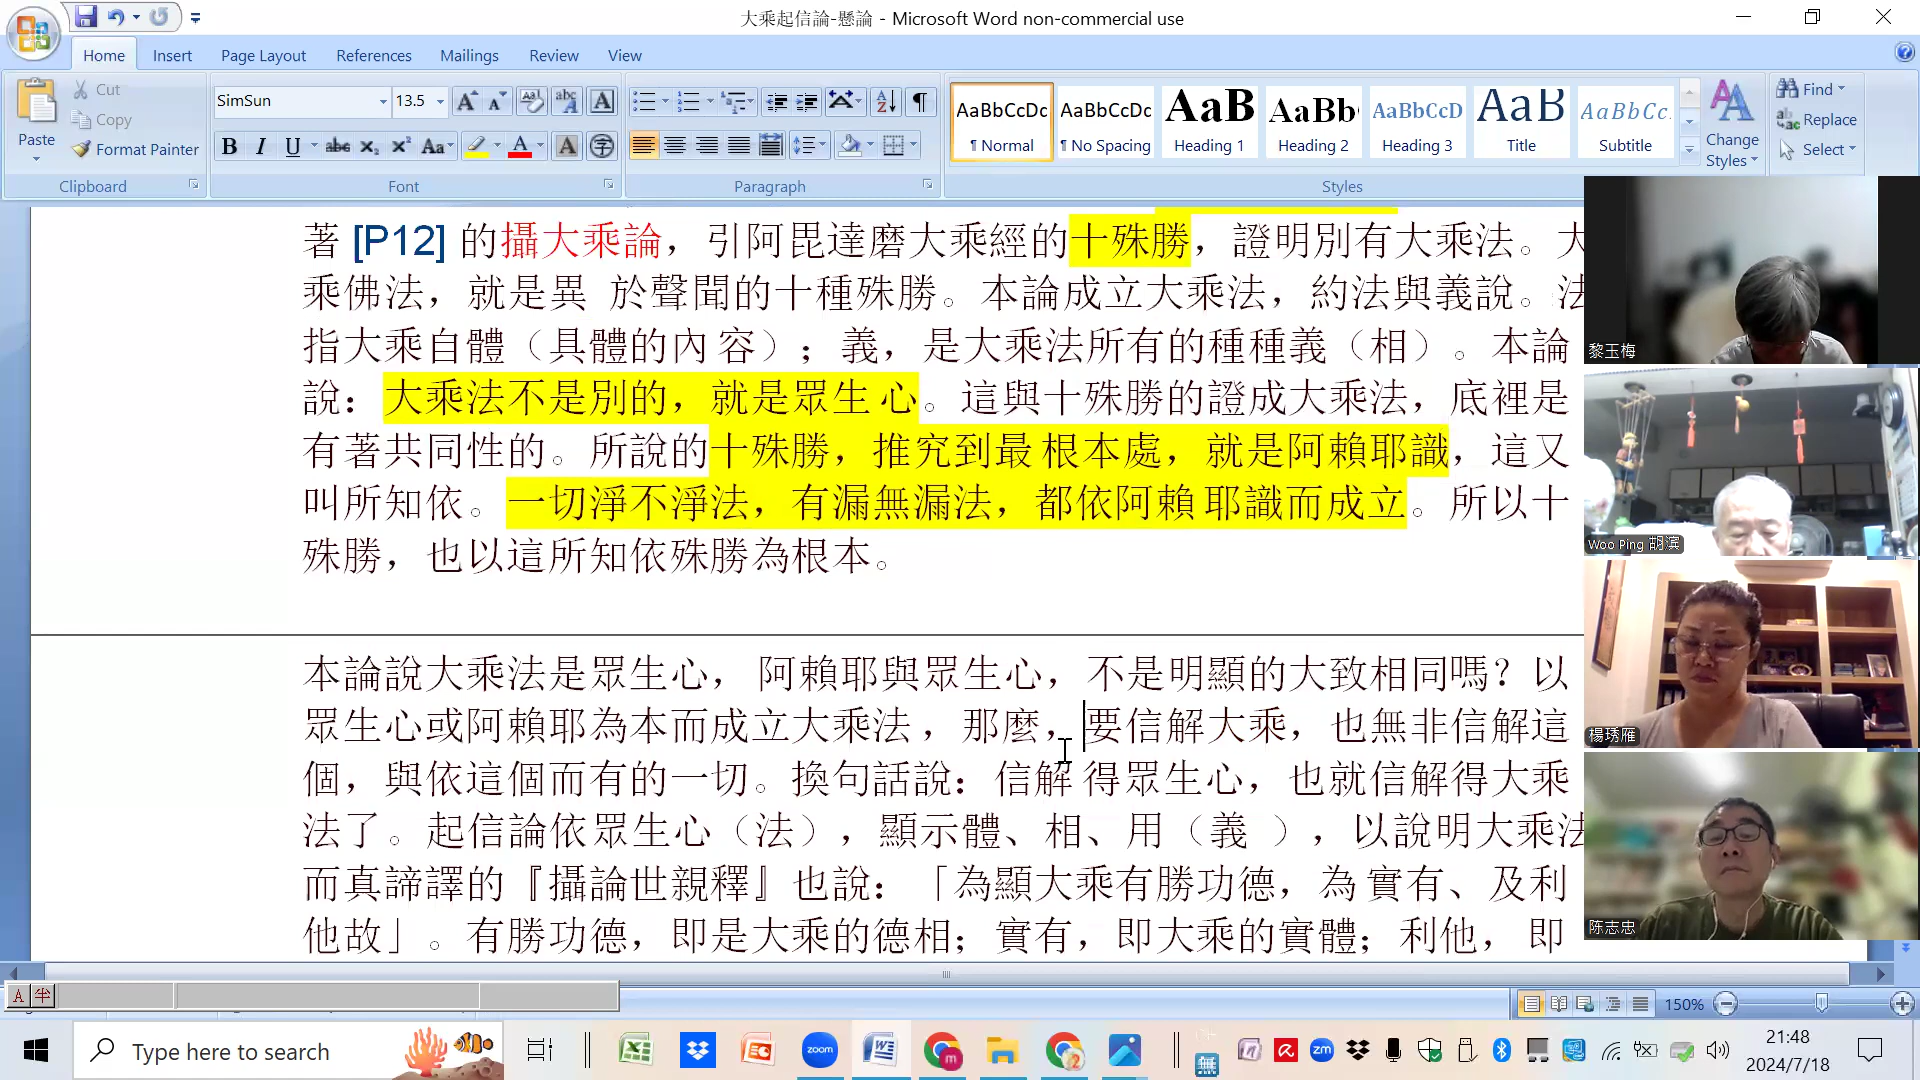 大乘起信論-懸論 - Microsoft Word non-commercial use
Home Insert Page Layout References Mailings Review View
Paste
Cut
Copy
Format Painter
Clipboard
SimSun 13.5
Font
Paragraph
AaBbCcDc AaBbCcDc AaB AaBb AaBbCcD AaB AaBbCc.
¶ Normal ¶ No Spacing Heading 1 Heading 2 Heading 3 Title Subtitle
Change Styles
Styles
Find
Replace
Select
著 [P12] 的攝大乘論，引阿毘達磨大乘經的十殊勝，證明別有大乘法。大
乘佛法，就是異 於聲聞的十種殊勝。本論成立大乘法，約法與義說。法
指大乘自體（具體的內 容）；義，是大乘法所有的種種義（相）。本論
說：大乘法不是別的，就是眾生 心。這與十殊勝的證成大乘法，底裡是
有著共同性的。所說的十殊勝，推究到最 根本處，就是阿賴耶識，這又
叫所知依。一切淨不淨法，有漏無漏法，都依阿賴 耶識而成立。所以十
殊勝，也以這所知依殊勝為根本。
本論說大乘法是眾生心，阿賴耶與眾生心，不是明顯的大致相同嗎？以
眾生心或阿賴耶為本而成立大乘法 ，那麼，要信解大乘，也無非信解這
個，與依這個而有的一切。換句話說：信解 得眾生心，也就信解得大乘
法了。起信論依眾生心（法），顯示體、相、用（義 ），以說明大乘法
而真諦譯的『攝論世親釋』也說：「為顯大乘有勝功德，為 實有、及利
他故」。有勝功德，即是大乘的德相；實有，即大乘的實體；利他，即
黎玉梅
Woo Ping 胡滨
楊琇雁
陈志忠
A 半
150%
Type here to search
zoom
zm
21:48
2024/7/18